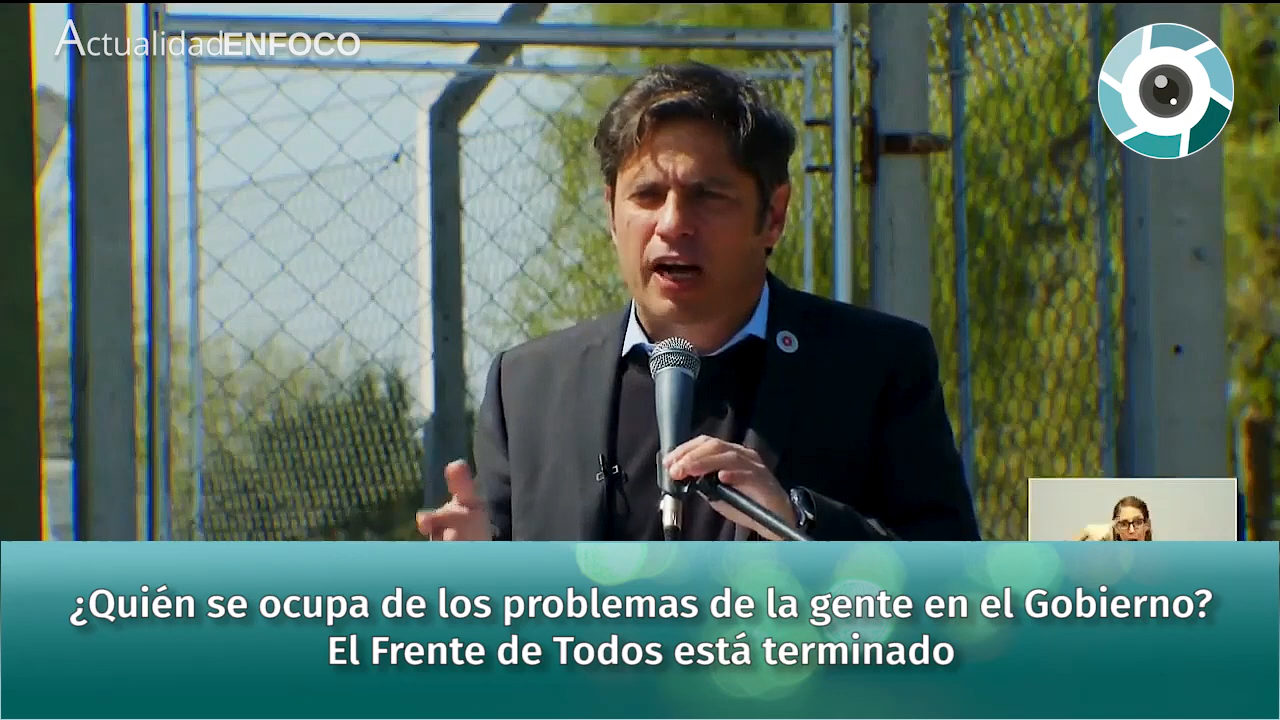 ActualidadENFOCO
¿Quién se ocupa de los problemas de la gente en el Gobierno?
El Frente de Todos está terminado